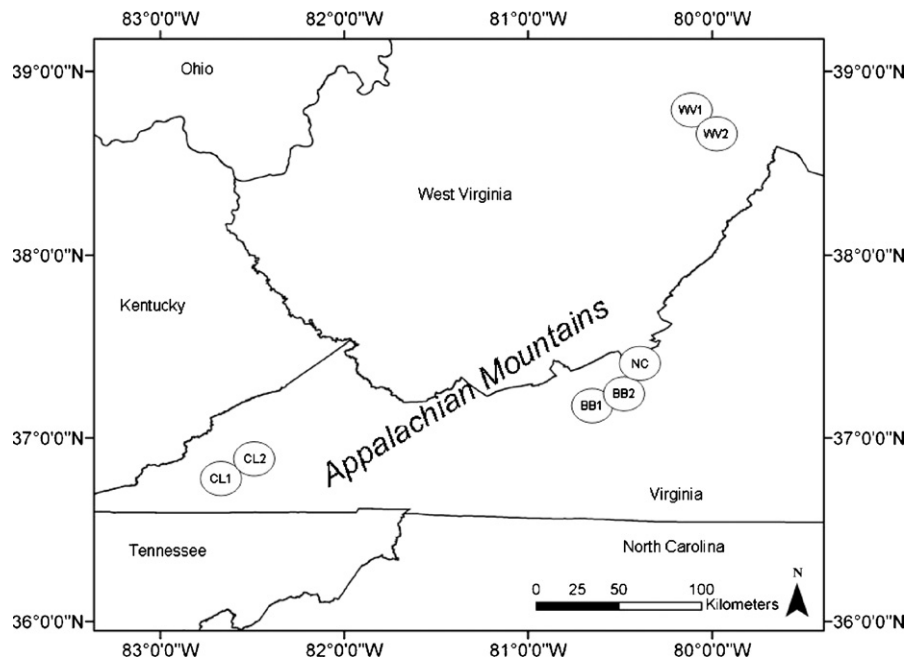 83°0'0"W 82°0'0"W 81°0'0"W 80°0'0"W
39°0'0"N 39°0'0"N
Ohio
WV1
WV2
West Virginia
38°0'0"N 38°0'0"N
Kentucky
Appalachian Mountains
NC
BB2
BB1
37°0'0"N 37°0'0"N
CL2
CL1
Virginia
Tennessee
North Carolina
N
0 25 50 100
Kilometers
36°0'0"N 36°0'0"N
83°0'0"W 82°0'0"W 81°0'0"W 80°0'0"W